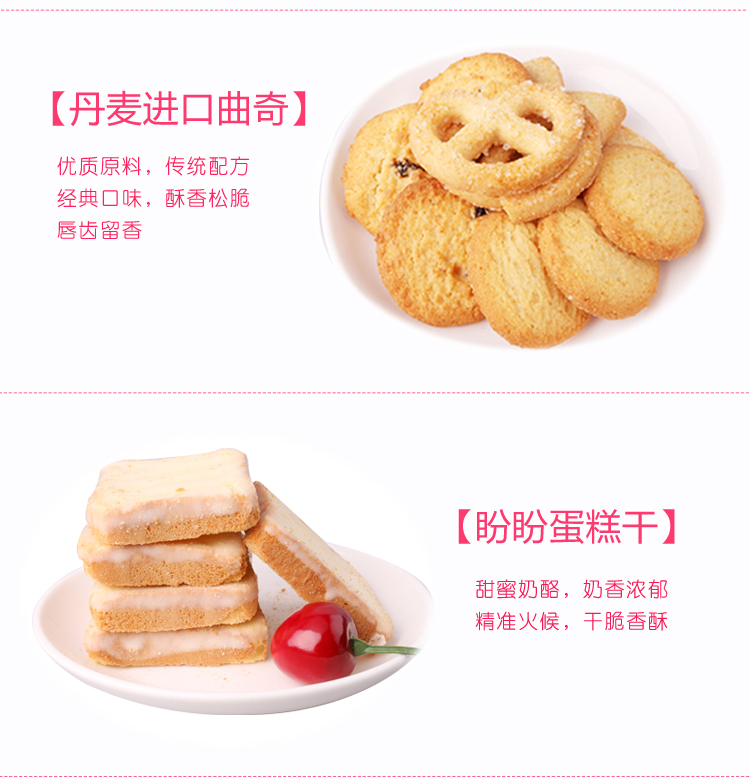 【丹麦进口曲奇】
优质原料，传统配方
经典口味，酥香松脆
唇齿留香
【盼盼蛋糕干】
甜蜜奶酪，奶香浓郁
精准火候，干脆香酥